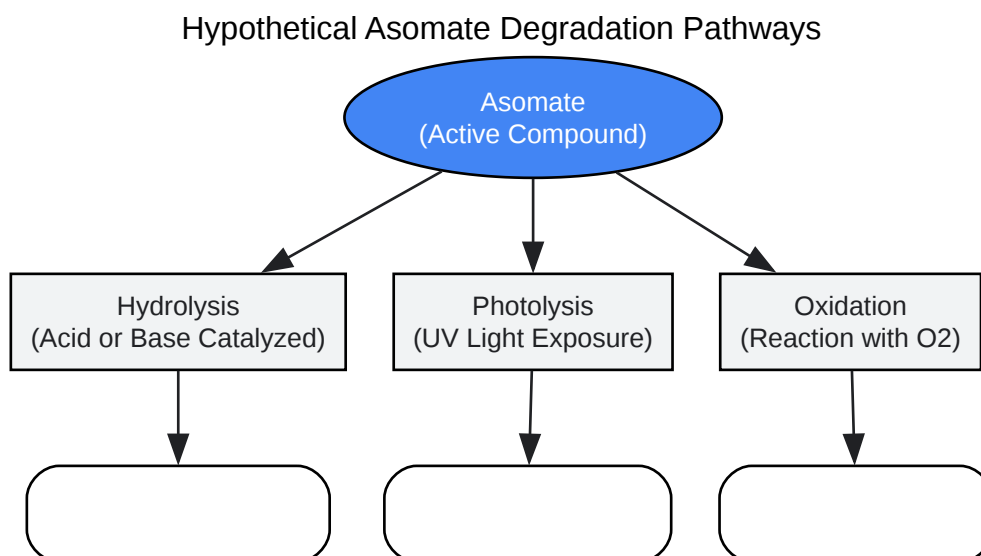 Hypothetical Asomate Degradation Pathways
Asomate
(Active Compound)
Hydrolysis
(Acid or Base Catalyzed)
Photolysis
(UV Light Exposure)
Oxidation
(Reaction with O2)